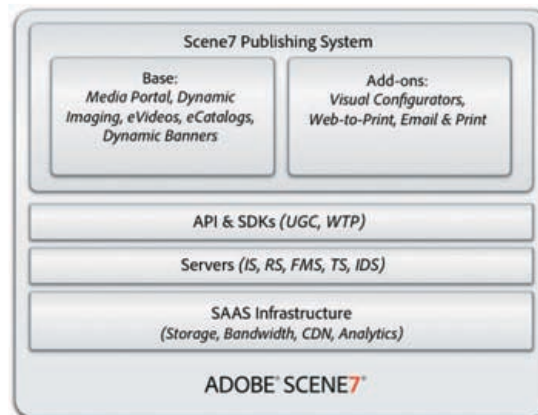 Scene7 Publishing System
Base:
Media Portal, Dynamic
Imaging, eVideos, eCatalogs,
Dynamic Banners
Add-ons:
Visual Configurators,
Web-to-Print, Email & Print
API & SDKs (UGC, WTP)
Servers (IS, RS, FMS, TS, IDS)
SAAS Infrastructure
(Storage, Bandwidth, CDN, Analytics)
ADOBE® SCENE7®